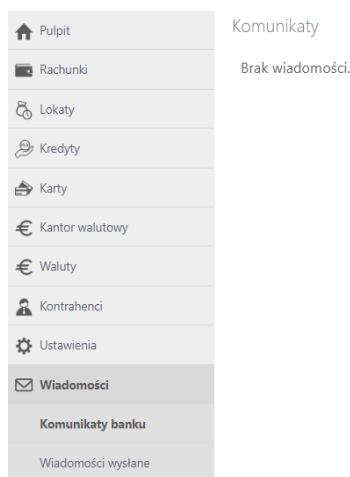 Pulpit
Rachunki
Lokaty
Kredyty
Karty
Kantor walutowy
Waluty
Kontrahenci
Ustawienia
Wiadomości
Komunikaty banku
Wiadomości wysłane
Komunikaty
Brak wiadomości.